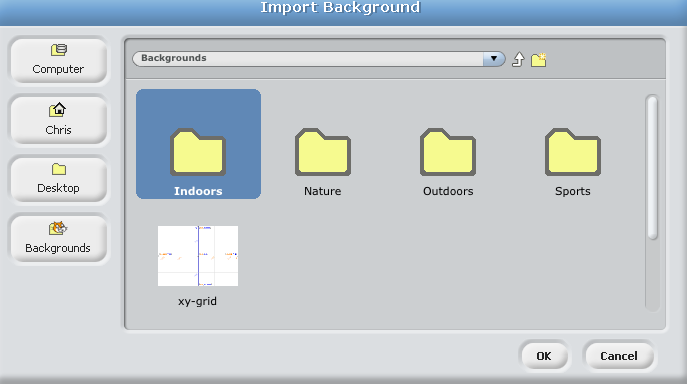 Import Background
Computer
Chris
Desktop
Backgrounds
Backgrounds
Indoors
Nature
Outdoors
Sports
xy-grid
OK
Cancel